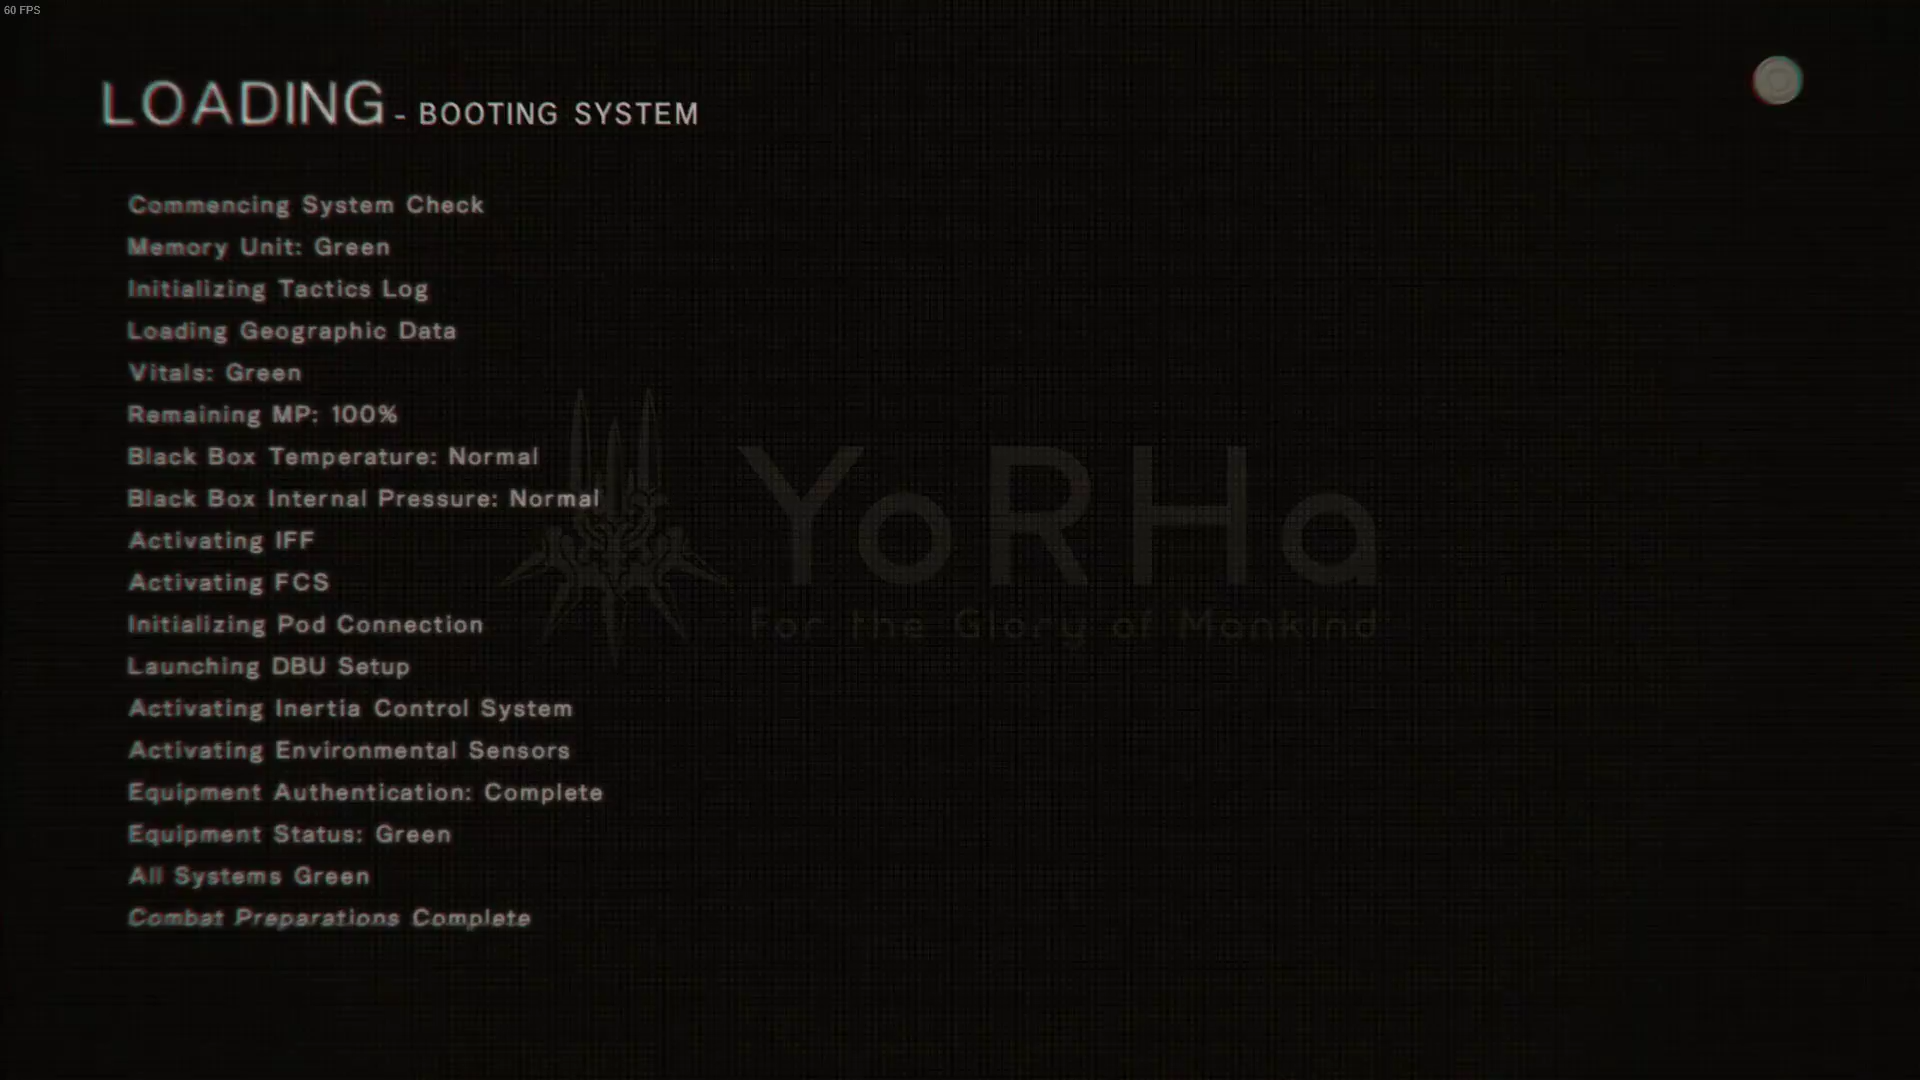 60 FPS
LOADING - BOOTING SYSTEM
Commencing System Check
Memory Unit: Green
Initializing Tactics Log
Loading Geographic Data
Vitals: Green
Remaining MP: 100%
Black Box Temperature: Normal
Black Box Internal Pressure: Normal
Activating IFF
Activating FCS
Initializing Pod Connection
Launching DBU Setup
Activating Inertia Control System
Activating Environmental Sensors
Equipment Authentication: Complete
Equipment Status: Green
All Systems Green
Combat Preparations Complete
YoRHa
For the Glory of Mankind